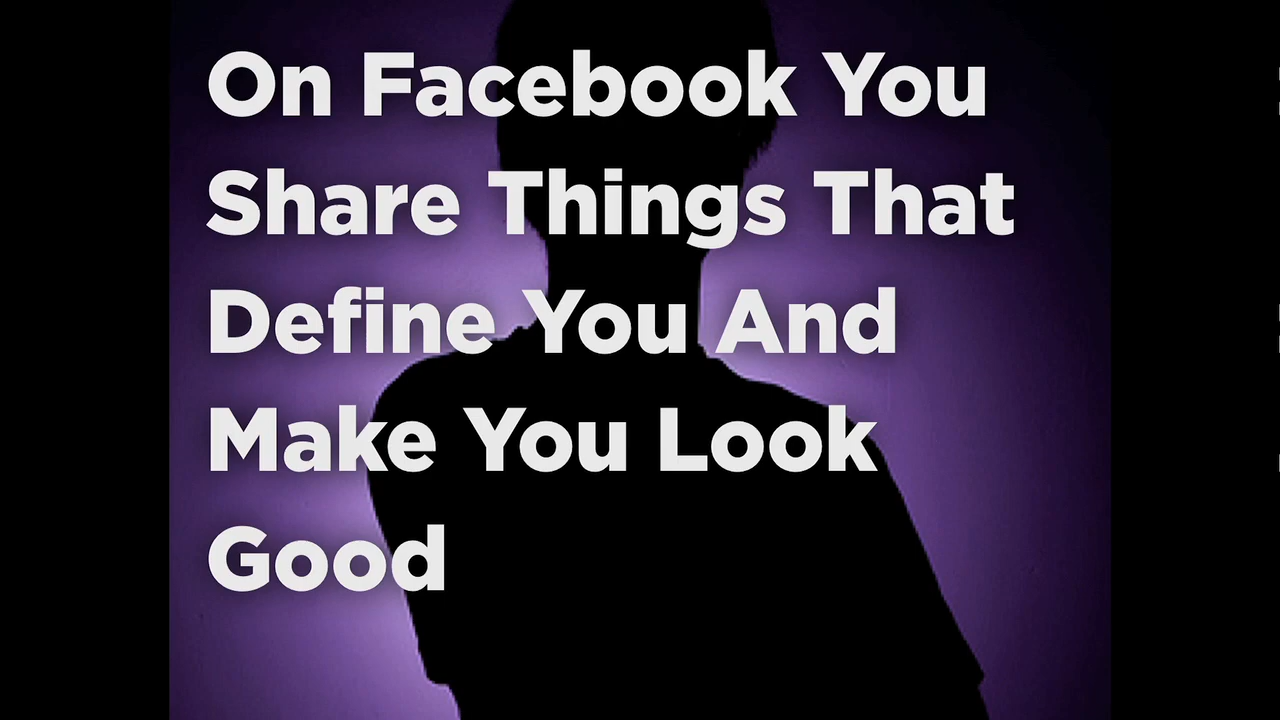 On Facebook You
Share Things That
Define You And
Make You Look
Good